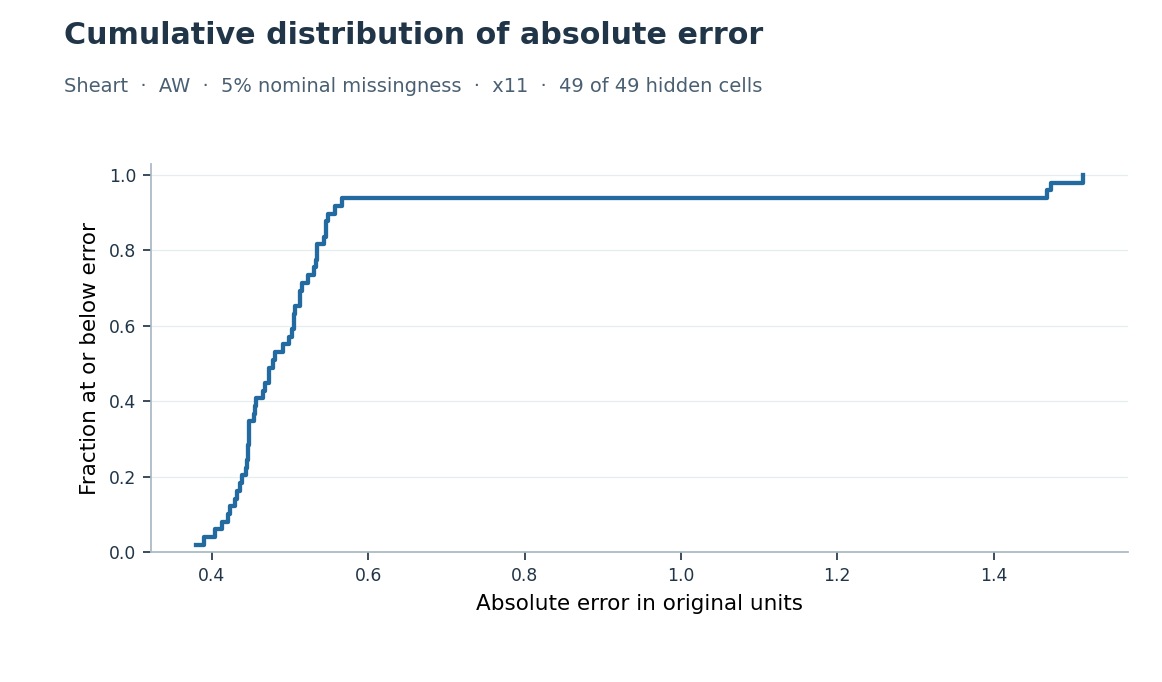 Cumulative distribution of absolute error
Sheart · AW · 5% nominal missingness · x11 · 49 of 49 hidden cells
Fraction at or below error
1.0
0.8
0.6
0.4
0.2
0.0
0.4 0.6 0.8 1.0 1.2 1.4
Absolute error in original units